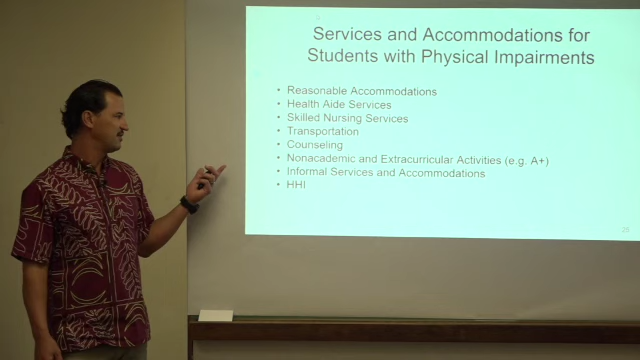 Services and Accommodations for
Students with Physical Impairments
• Reasonable Accommodations
• Health Aide Services
• Skilled Nursing Services
• Transportation
• Counseling
• Nonacademic and Extracurricular Activities (e.g. A+)
• Informal Services and Accommodations
• HHI